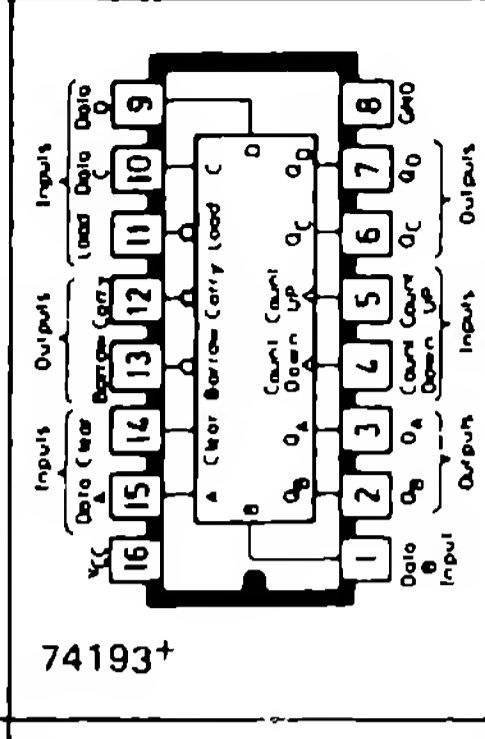 Inputs Outputs Inputs
VCC Data A Clear Borrow Carry Load Data C Data D
16 15 14 13 12 11 10 9
A Clear Borrow Carry Load C
B D
QB QA Count Down Count UP QC QD
1 2 3 4 5 6 7 8
Data B Input QB QA Count Down Count UP QC QD GND
Outputs Inputs Outputs
74193+